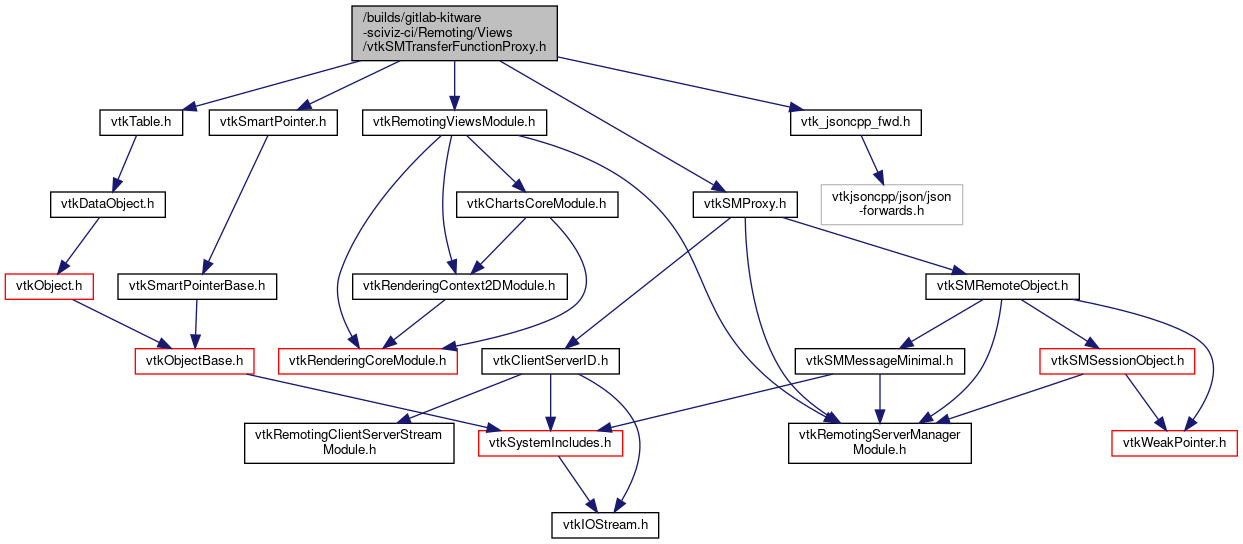 /builds/gitlab-kitware
-sciviz-ci/Remoting/Views
/vtkSMTransferFunctionProxy.h
vtkTable.h
vtkSmartPointer.h
vtkRemotingViewsModule.h
vtk_jsoncpp_fwd.h
vtkDataObject.h
vtkChartsCoreModule.h
vtkSMProxy.h
vtkjsoncpp/json/json
-forwards.h
vtkObject.h
vtkSmartPointerBase.h
vtkRenderingContext2DModule.h
vtkSMRemoteObject.h
vtkObjectBase.h
vtkRenderingCoreModule.h
vtkClientServerID.h
vtkSMMessageMinimal.h
vtkSMSessionObject.h
vtkRemotingClientServerStream
Module.h
vtkSystemIncludes.h
vtkRemotingServerManager
Module.h
vtkWeakPointer.h
vtkIOStream.h